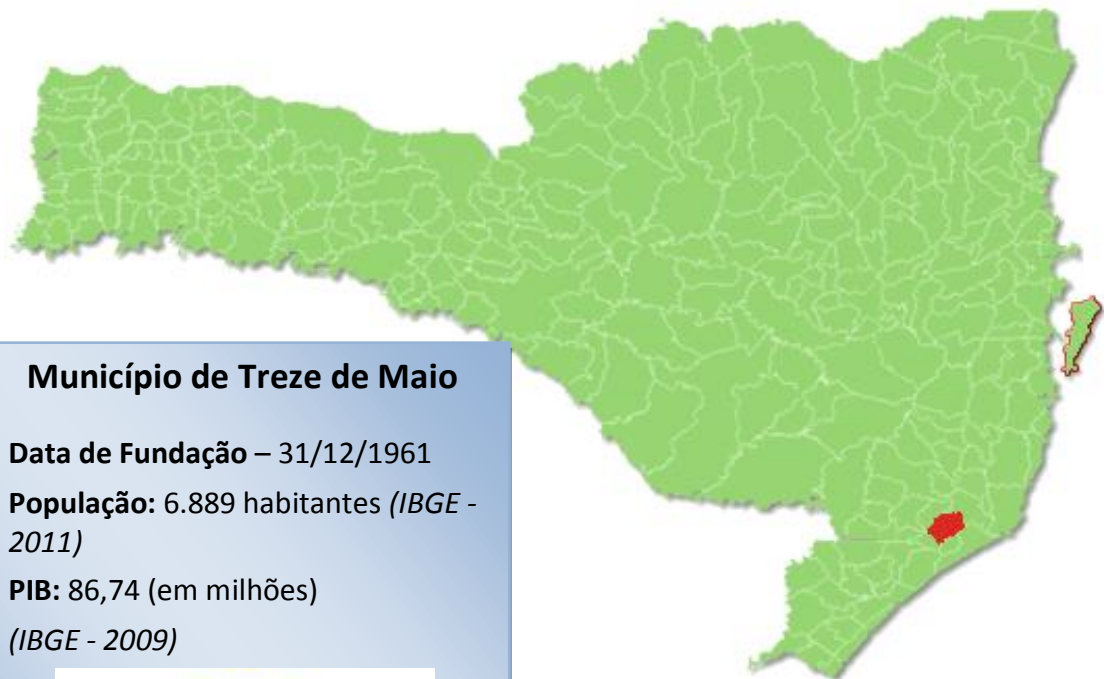 Município de Treze de Maio
Data de Fundação – 31/12/1961
População: 6.889 habitantes (IBGE -
2011)
PIB: 86,74 (em milhões)
(IBGE - 2009)